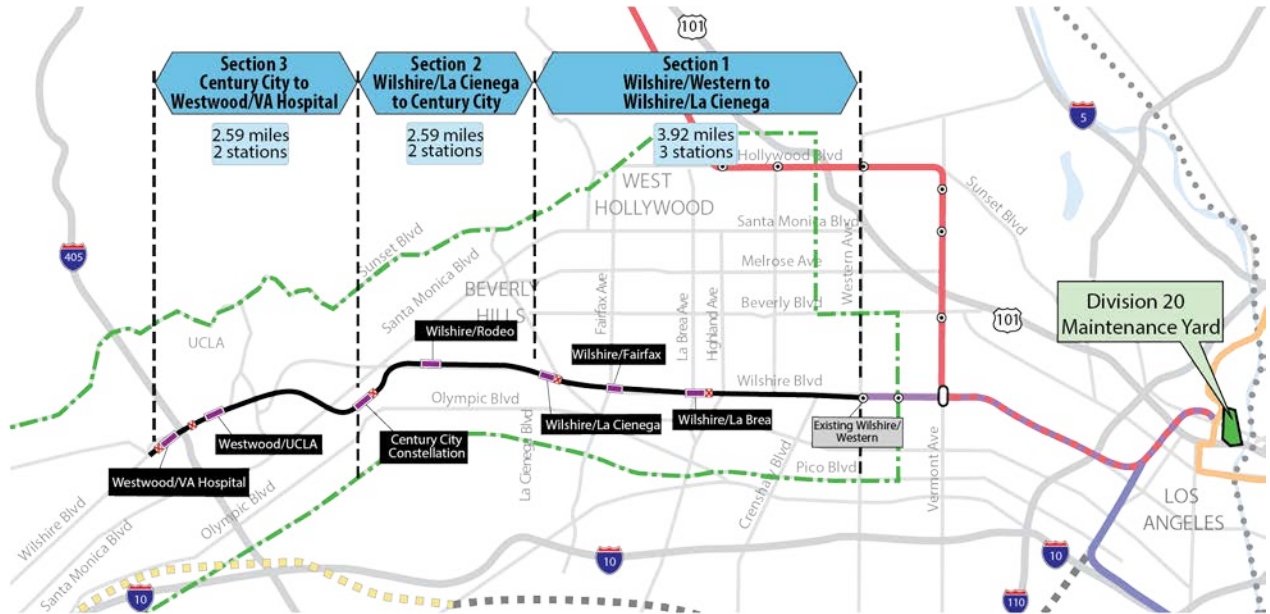 101
Section 3
Century City to
Westwood/VA Hospital
Section 2
Wilshire/La Cienega
to Century City
Section 1
Wilshire/Western to
Wilshire/La Cienega
2.59 miles
2 stations
2.59 miles
2 stations
3.92 miles
3 stations
5
Hollywood Blvd
WEST
HOLLYWOOD
Sunset Blvd
Santa Monica Blvd
405
Sunset Blvd
Santa Monica Blvd
Melrose Ave
Western Ave
BEVERLY
HILLS
Fairfax Ave
La Brea Ave
Highland Ave
Beverly Blvd
Division 20
Maintenance Yard
101
UCLA
Wilshire/Rodeo
Wilshire/Fairfax
Wilshire Blvd
Olympic Blvd
Westwood/UCLA
Century City
Constellation
La Cienega Blvd
Wilshire/La Cienega
Wilshire/La Brea
Existing Wilshire/
Western
Vermont Ave
Westwood/VA Hospital
Pico Blvd
Crenshaw Blvd
LOS
ANGELES
Wilshire Blvd
Santa Monica Blvd
Olympic Blvd
10
10
10
110